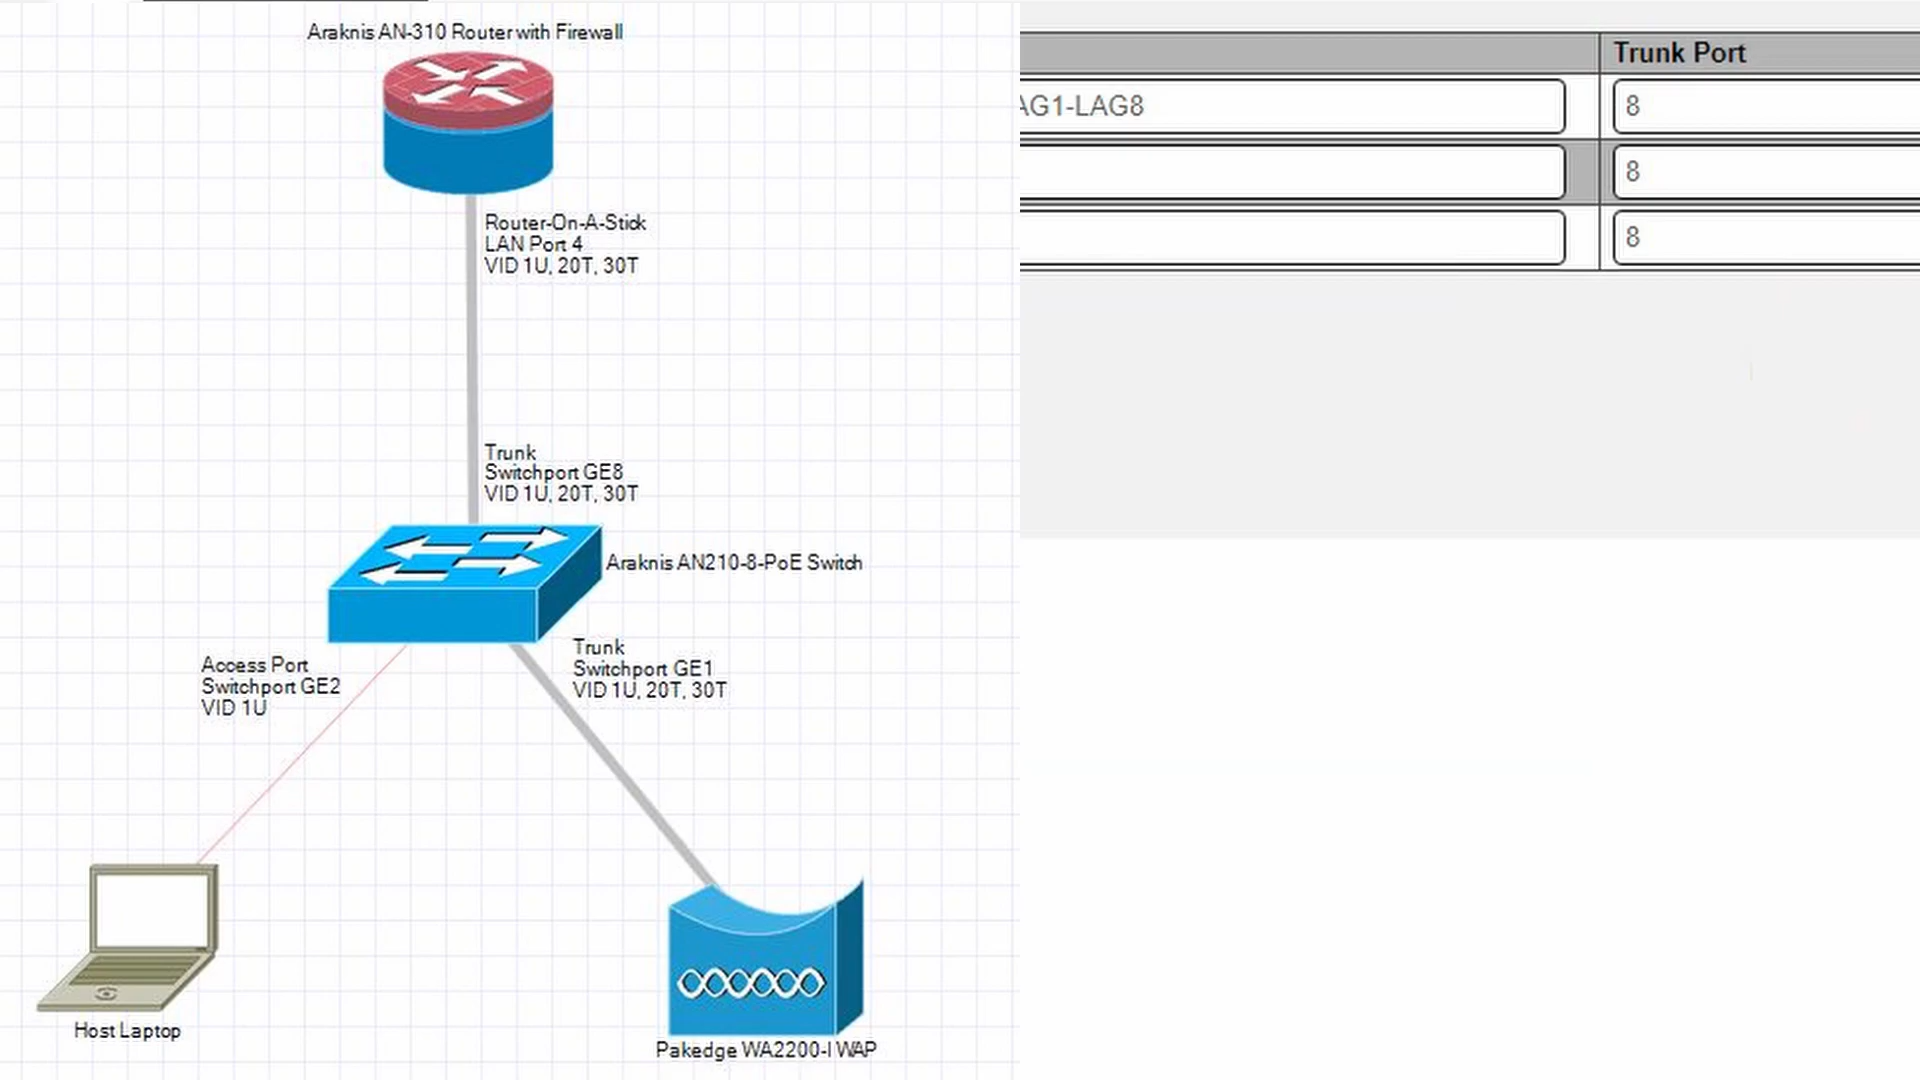 Araknis AN-310 Router with Firewall
Router-On-A-Stick
LAN Port 4
VID 1U, 20T, 30T
Trunk
Switchport GE8
VID 1U, 20T, 30T
Araknis AN210-8-PoE Switch
Access Port
Switchport GE2
VID 1U
Trunk
Switchport GE1
VID 1U, 20T, 30T
Host Laptop
Pakedge WA2200-I WAP
Trunk Port
AG1-LAG8
8
8
8